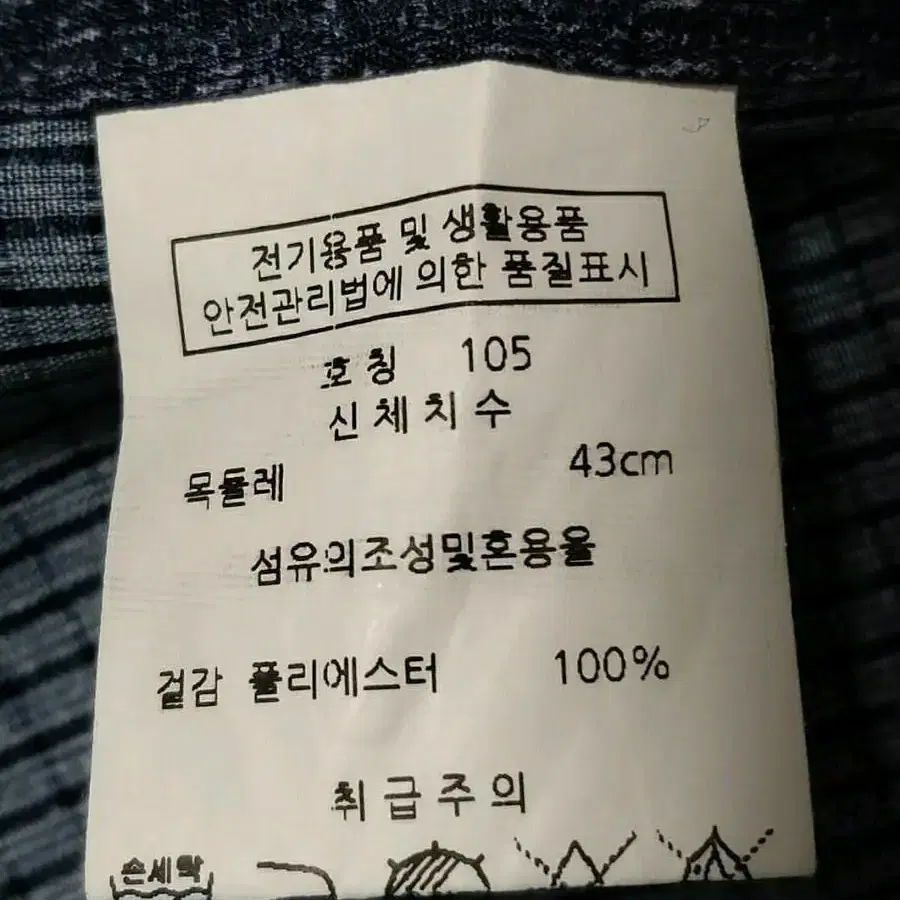 전기용품 및 생활용품
안전관리법에 의한 품질표시
호칭 105
신체치수
목둘레 43cm
섬유의조성및혼용율
겉감 폴리에스터 100%
취급주의
손세탁